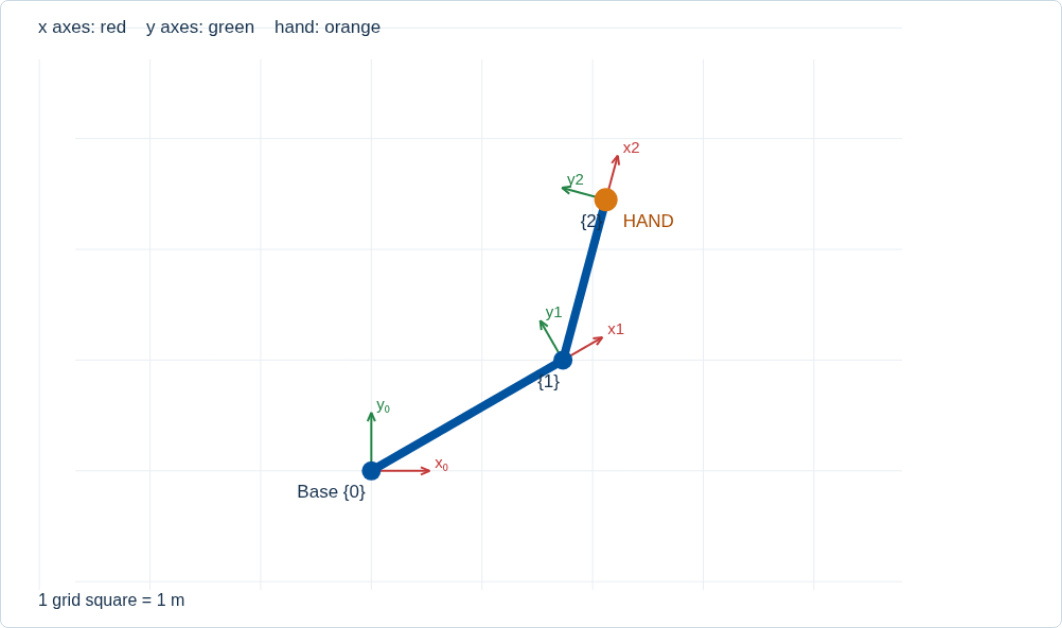 x axes: red    y axes: green    hand: orange
x2
y2
{2}
HAND
y1
x1
{1}
y₀
x₀
Base {0}
1 grid square = 1 m